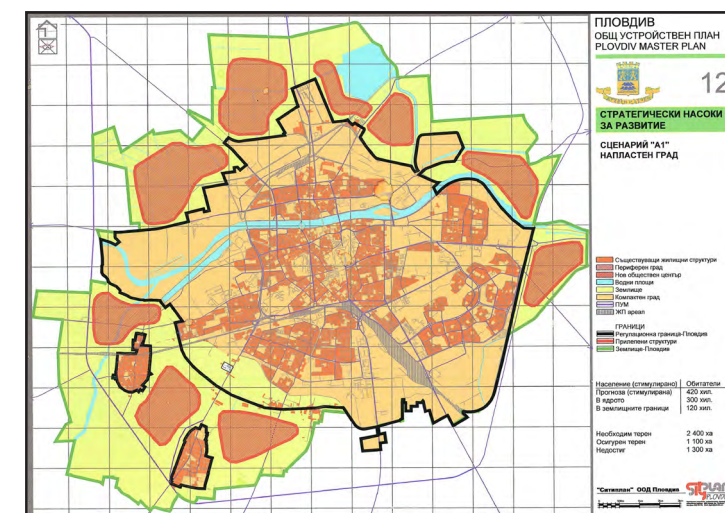 ПЛОВДИВ
ОБЩ УСТРОЙСТВЕН ПЛАН
PLOVDIV MASTER PLAN
12
СТРАТЕГИЧЕСКИ НАСОКИ
ЗА РАЗВИТИЕ
СЦЕНАРИЙ "А1"
НАПЛАСТЕН ГРАД
Съществуващи жилищни структури
Периферен град
Нов обществен център
Водни площи
Землище
Компактен град
ПУМ
ЖП ареал
ГРАНИЦИ
Регулационна граница-Пловдив
Прилепени структури
Землище-Пловдив
Население (стимулирано) Обитатели
Прогноза (стимулирана) 420 хил.
В ядрото 300 хил.
В землищните граници 120 хил.
Необходим терен 2 400 ха
Осигурен терен 1 100 ха
Недостиг 1 300 ха
"Ситиплан" ООД Пловдив